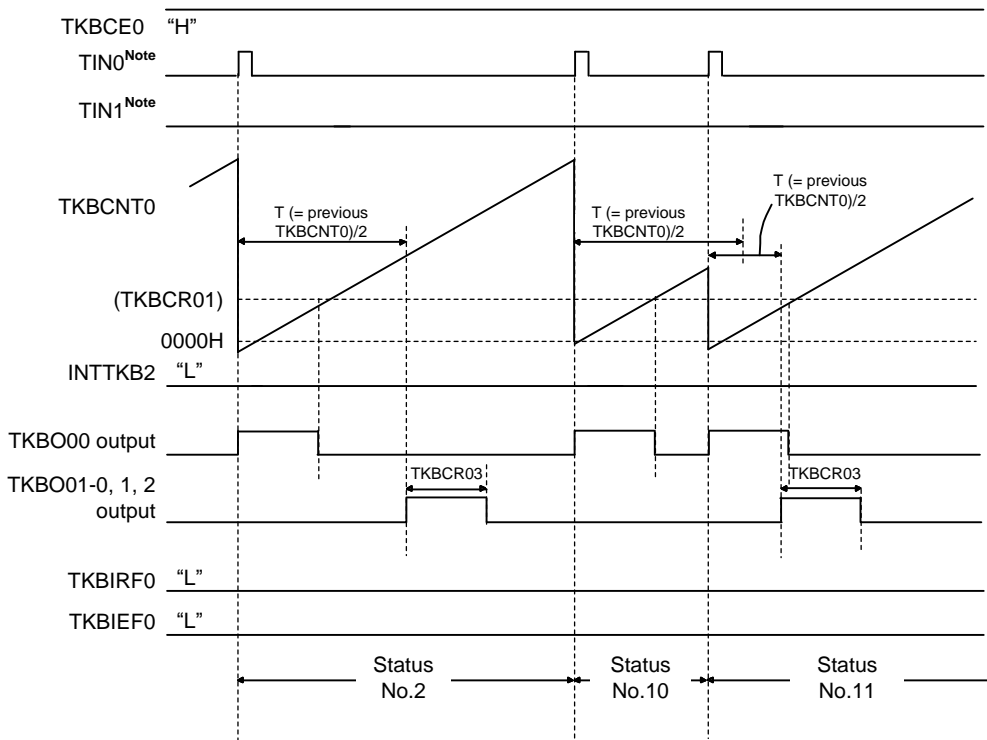 TKBCE0 “H”
TIN0Note
TIN1Note
TKBCNT0
T (= previous
TKBCNT0)/2
T (= previous
TKBCNT0)/2
T (= previous
TKBCNT0)/2
(TKBCR01)
0000H
INTTKB2 “L”
TKBO00 output
TKBO01-0, 1, 2
output
TKBCR03
TKBCR03
TKBIRF0 “L”
TKBIEF0 “L”
Status
No.2
Status
No.10
Status
No.11